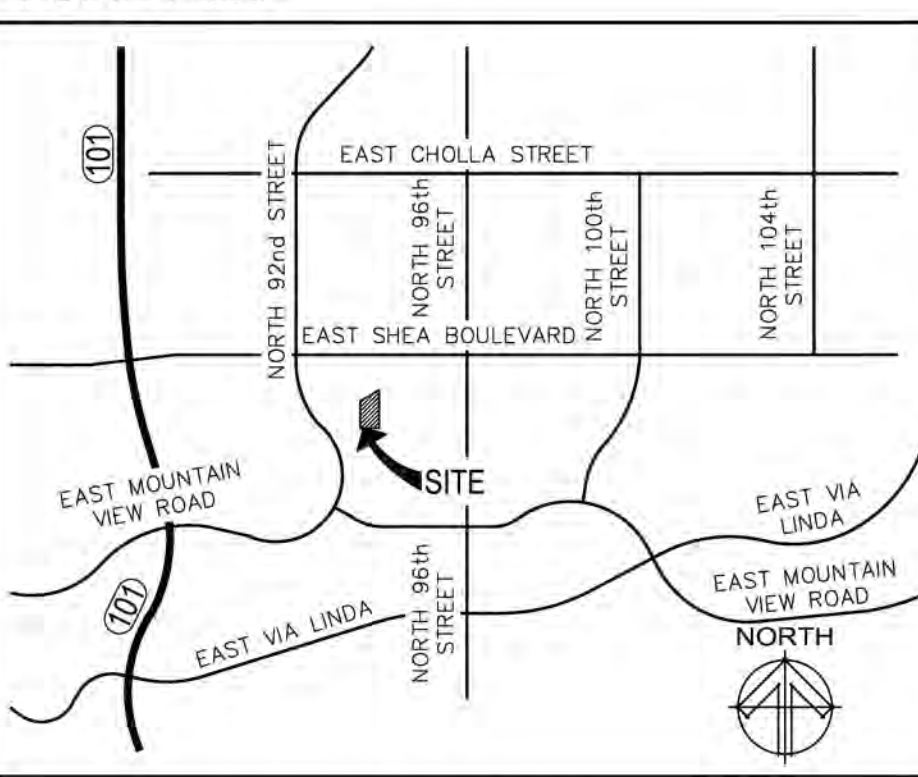 101
EAST CHOLLA STREET
NORTH 92nd STREET
NORTH 96th
STREET
NORTH 100th
STREET
NORTH 104th
STREET
EAST SHEA BOULEVARD
SITE
EAST MOUNTAIN
VIEW ROAD
EAST VIA
LINDA
EAST MOUNTAIN
VIEW ROAD
101
EAST VIA LINDA
NORTH 96th
STREET
NORTH